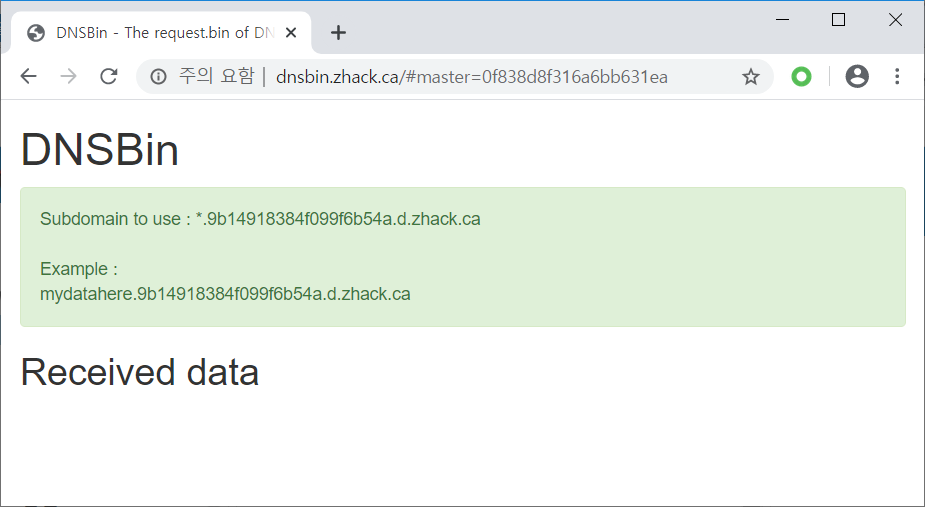 DNSBin - The request.bin of DN
주의 요함 | dnsbin.zhack.ca/#master=0f838d8f316a6bb631ea
DNSBin
Subdomain to use : *.9b14918384f099f6b54a.d.zhack.ca
Example :
mydatahere.9b14918384f099f6b54a.d.zhack.ca
Received data